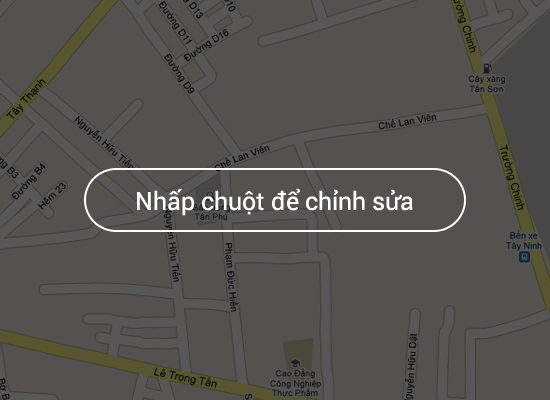 Đường D11
D13
D10
Đường D16
Đường D9
Trường Chinh
Cây xăng
Tân Sơn
Tây Thạnh
Nguyễn Hữu Tiến
Chế Lan Viên
Chế Lan Viên
Trường Chinh
B3
Đường B4
Hẻm 23
Nhấp chuột để chỉnh sửa
Tân Phú
Nguyễn Hữu Tiến
Phạm Đức Hiền
Bến xe
Tây Ninh
Lê Trọng Tấn
Cao Đẳng
Công Nghiệp
Thực Phẩm
Nguyễn Hữu Dật